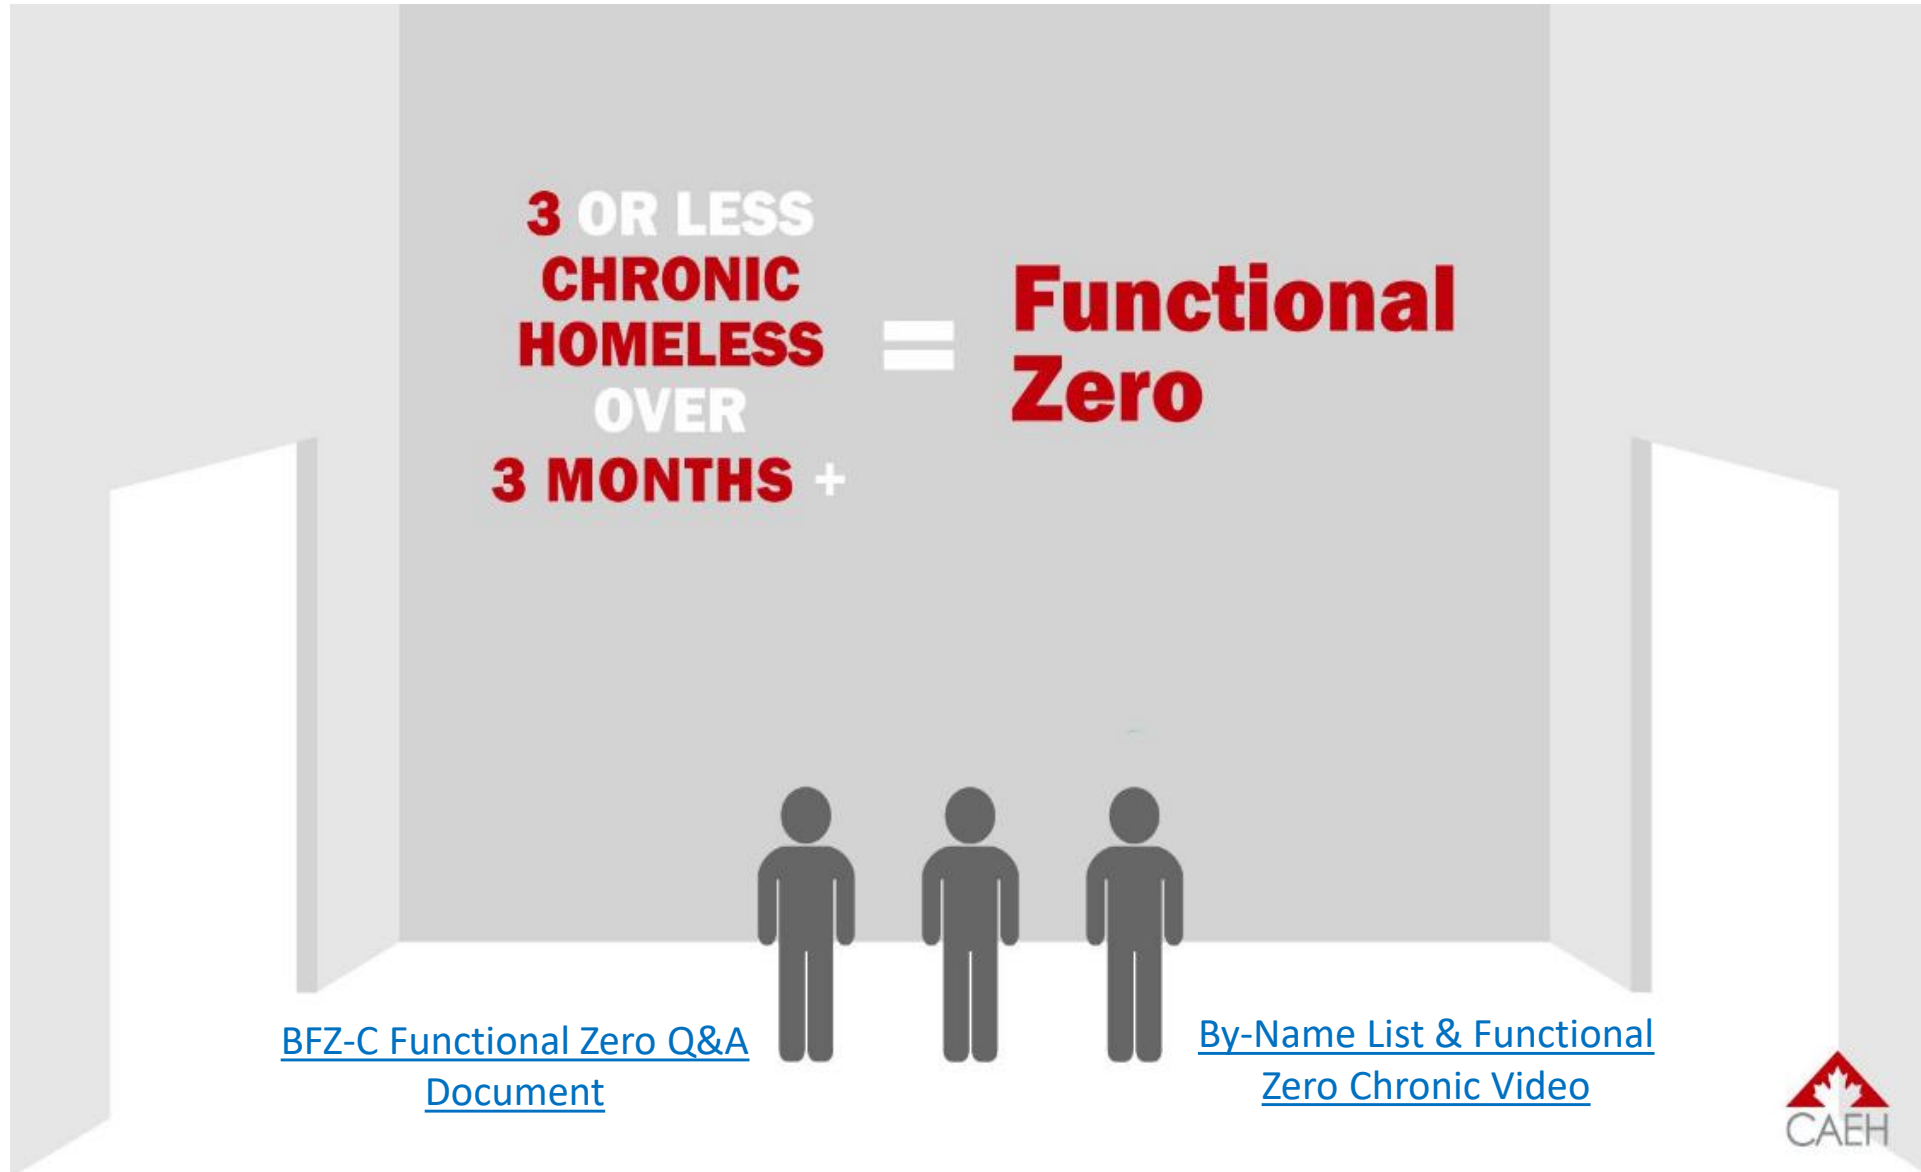 3 OR LESS
CHRONIC
HOMELESS
OVER
3 MONTHS +
=
Functional
Zero
BFZ-C Functional Zero Q&A
Document
By-Name List & Functional
Zero Chronic Video
CAEH